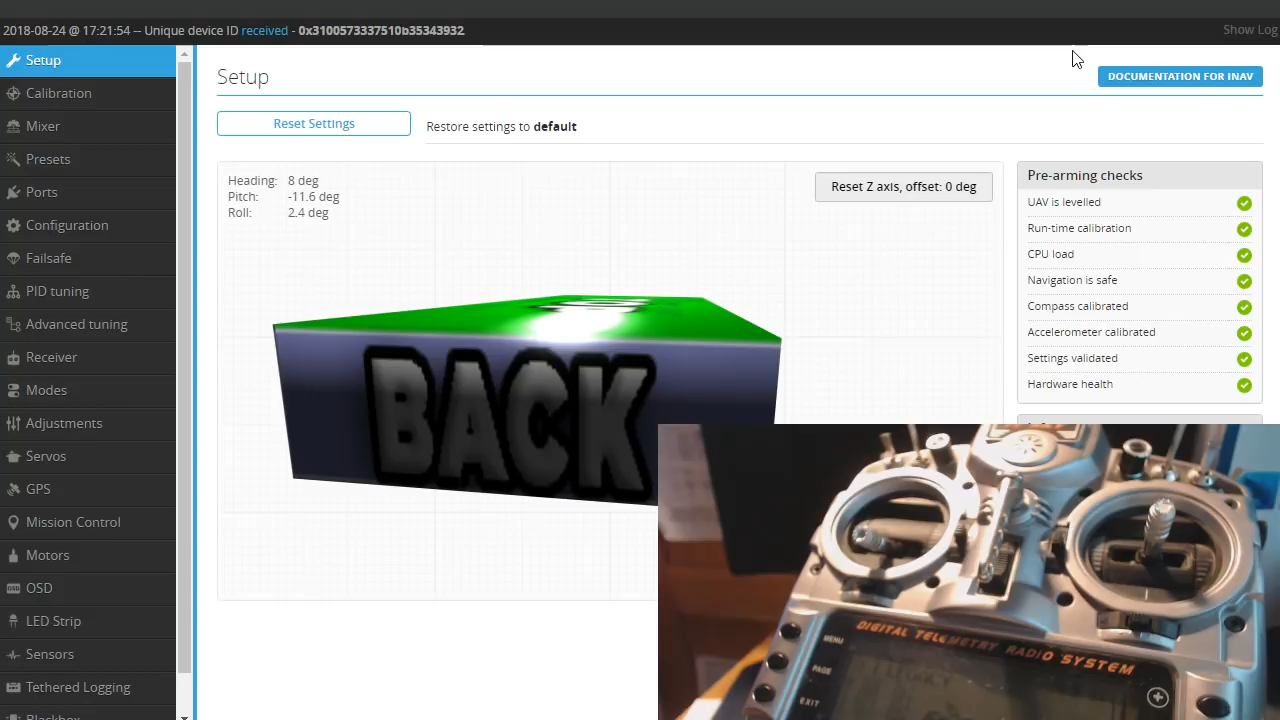 2018-08-24 @ 17:21:54 -- Unique device ID received - 0x3100573337510b35343932
Show Log
Setup
Calibration
Mixer
Presets
Ports
Configuration
Failsafe
PID tuning
Advanced tuning
Receiver
Modes
Adjustments
Servos
GPS
Mission Control
Motors
OSD
LED Strip
Sensors
Tethered Logging
Blackbox
Setup
DOCUMENTATION FOR INAV
Reset Settings
Restore settings to default
Heading: 8 deg
Pitch: -11.6 deg
Roll: 2.4 deg
Reset Z axis, offset: 0 deg
BACK
Pre-arming checks
UAV is levelled
Run-time calibration
CPU load
Navigation is safe
Compass calibrated
Accelerometer calibrated
Settings validated
Hardware health
DIGITAL TELEMETRY RADIO SYSTEM
MENU
PAGE
EXIT